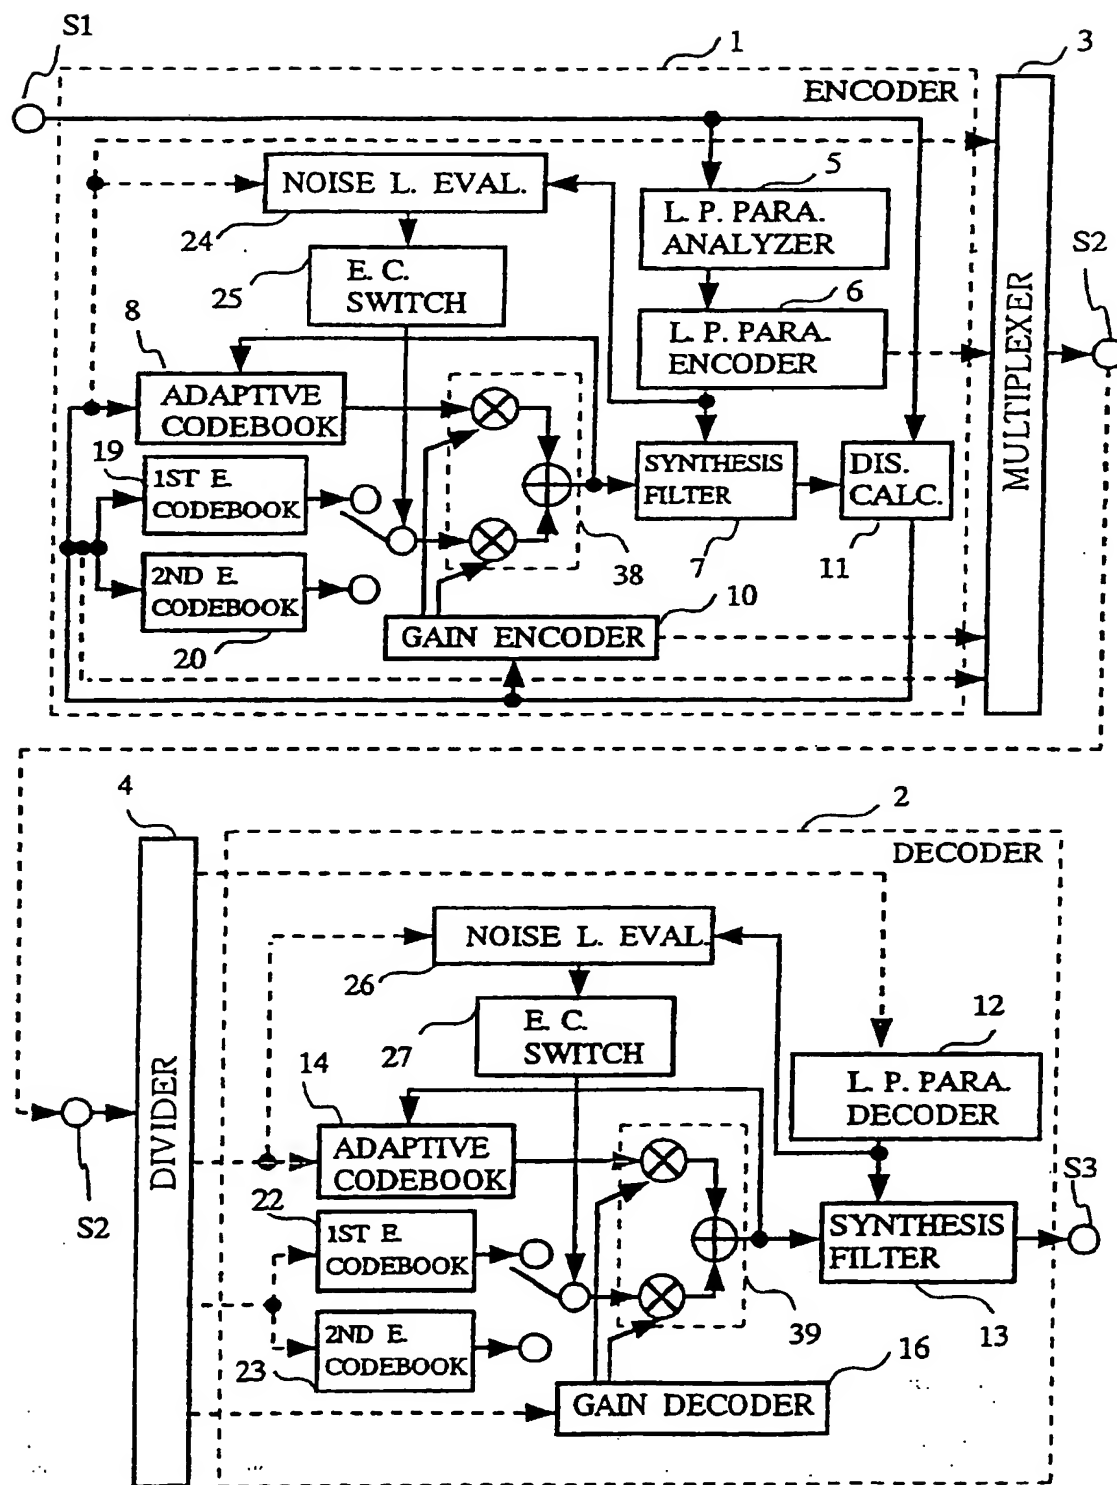 S1
1
3
ENCODER
NOISE L. EVAL.
5
24
L. P. PARA.
ANALYZER
S2
E. C.
SWITCH
25
6
8
L. P. PARA.
ENCODER
MULTIPLEXER
ADAPTIVE
CODEBOOK
19
1ST E.
CODEBOOK
SYNTHESIS
FILTER
DIS.
CALC.
2ND E.
CODEBOOK
38
7
11
10
20
GAIN ENCODER
4
2
DECODER
NOISE L. EVAL.
26
E. C.
SWITCH
27
12
14
L. P. PARA.
DECODER
DIVIDER
ADAPTIVE
CODEBOOK
S2
22
S3
1ST E.
CODEBOOK
SYNTHESIS
FILTER
2ND E.
CODEBOOK
39
13
23
16
GAIN DECODER